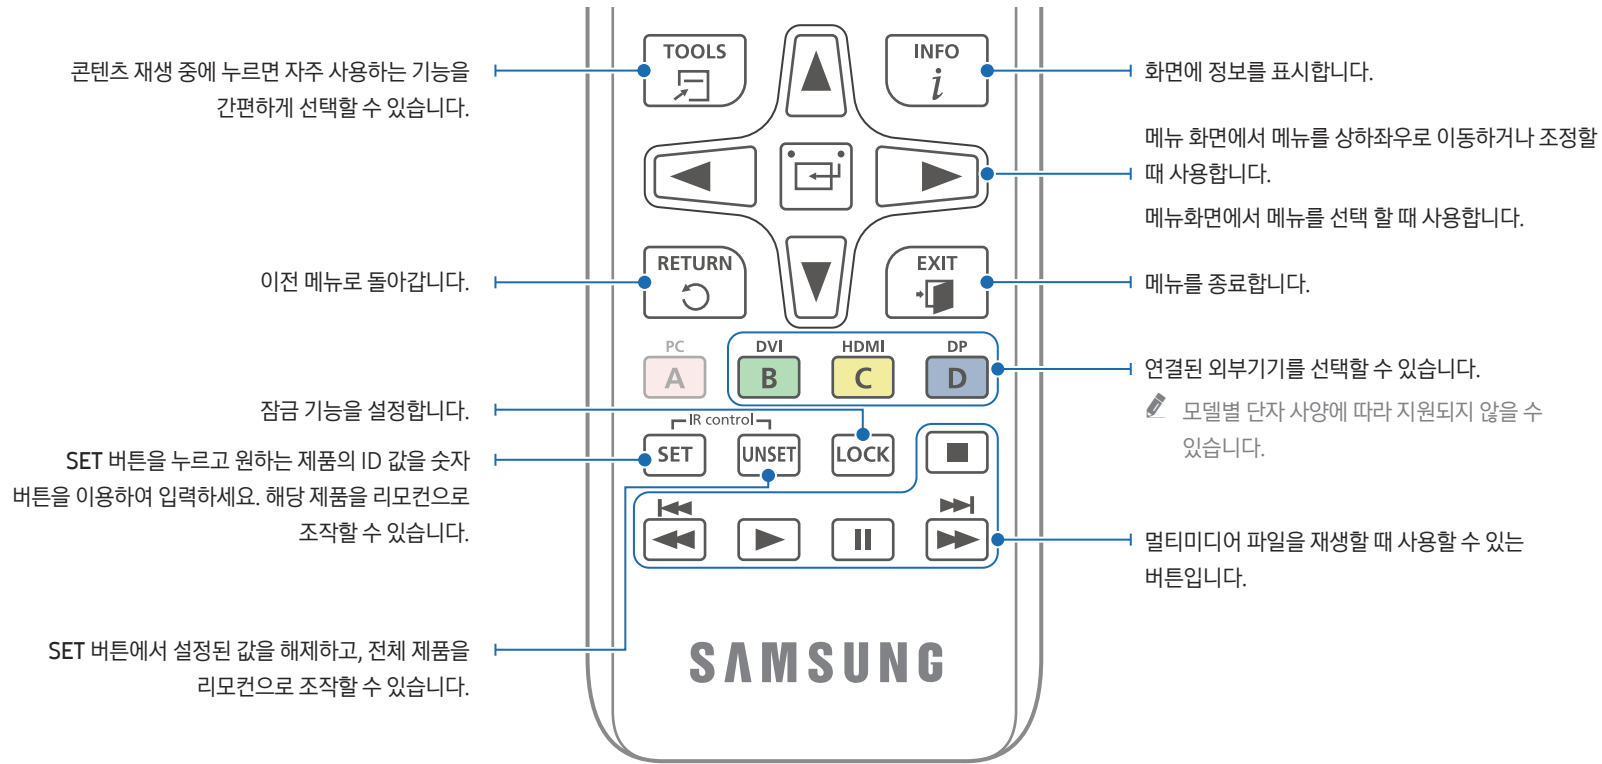 콘텐츠 재생 중에 누르면 자주 사용하는 기능을
간편하게 선택할 수 있습니다.
이전 메뉴로 돌아갑니다.
잠금 기능을 설정합니다.
SET 버튼을 누르고 원하는 제품의 ID 값을 숫자
버튼을 이용하여 입력하세요. 해당 제품을 리모컨으로
조작할 수 있습니다.
SET 버튼에서 설정된 값을 해제하고, 전체 제품을
리모컨으로 조작할 수 있습니다.
TOOLS
INFO
i
RETURN
EXIT
PC
DVI
HDMI
DP
A
B
C
D
IR control
SET
UNSET
LOCK
SAMSUNG
화면에 정보를 표시합니다.
메뉴 화면에서 메뉴를 상하좌우로 이동하거나 조정할
때 사용합니다.
메뉴화면에서 메뉴를 선택 할 때 사용합니다.
메뉴를 종료합니다.
연결된 외부기기를 선택할 수 있습니다.
모델별 단자 사양에 따라 지원되지 않을 수
있습니다.
멀티미디어 파일을 재생할 때 사용할 수 있는
버튼입니다.